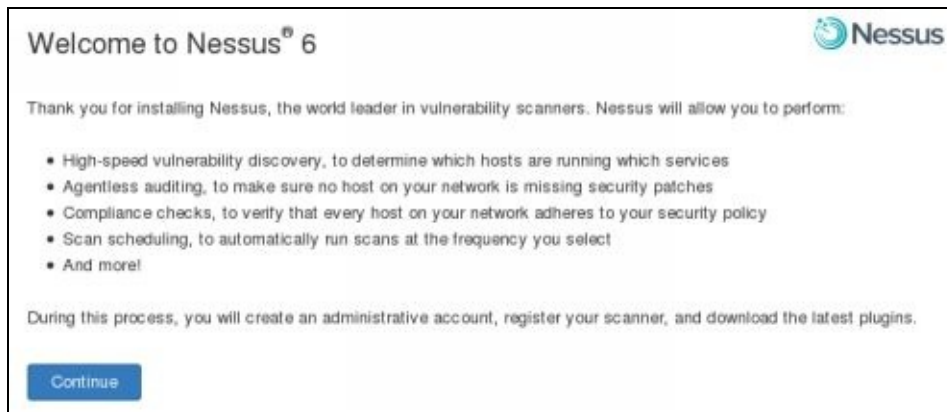 Welcome to Nessus® 6
Nessus
Thank you for installing Nessus, the world leader in vulnerability scanners. Nessus will allow you to perform:
• High-speed vulnerability discovery, to determine which hosts are running which services
• Agentless auditing, to make sure no host on your network is missing security patches
• Compliance checks, to verify that every host on your network adheres to your security policy
• Scan scheduling, to automatically run scans at the frequency you select
• And more!
During this process, you will create an administrative account, register your scanner, and download the latest plugins.
Continue